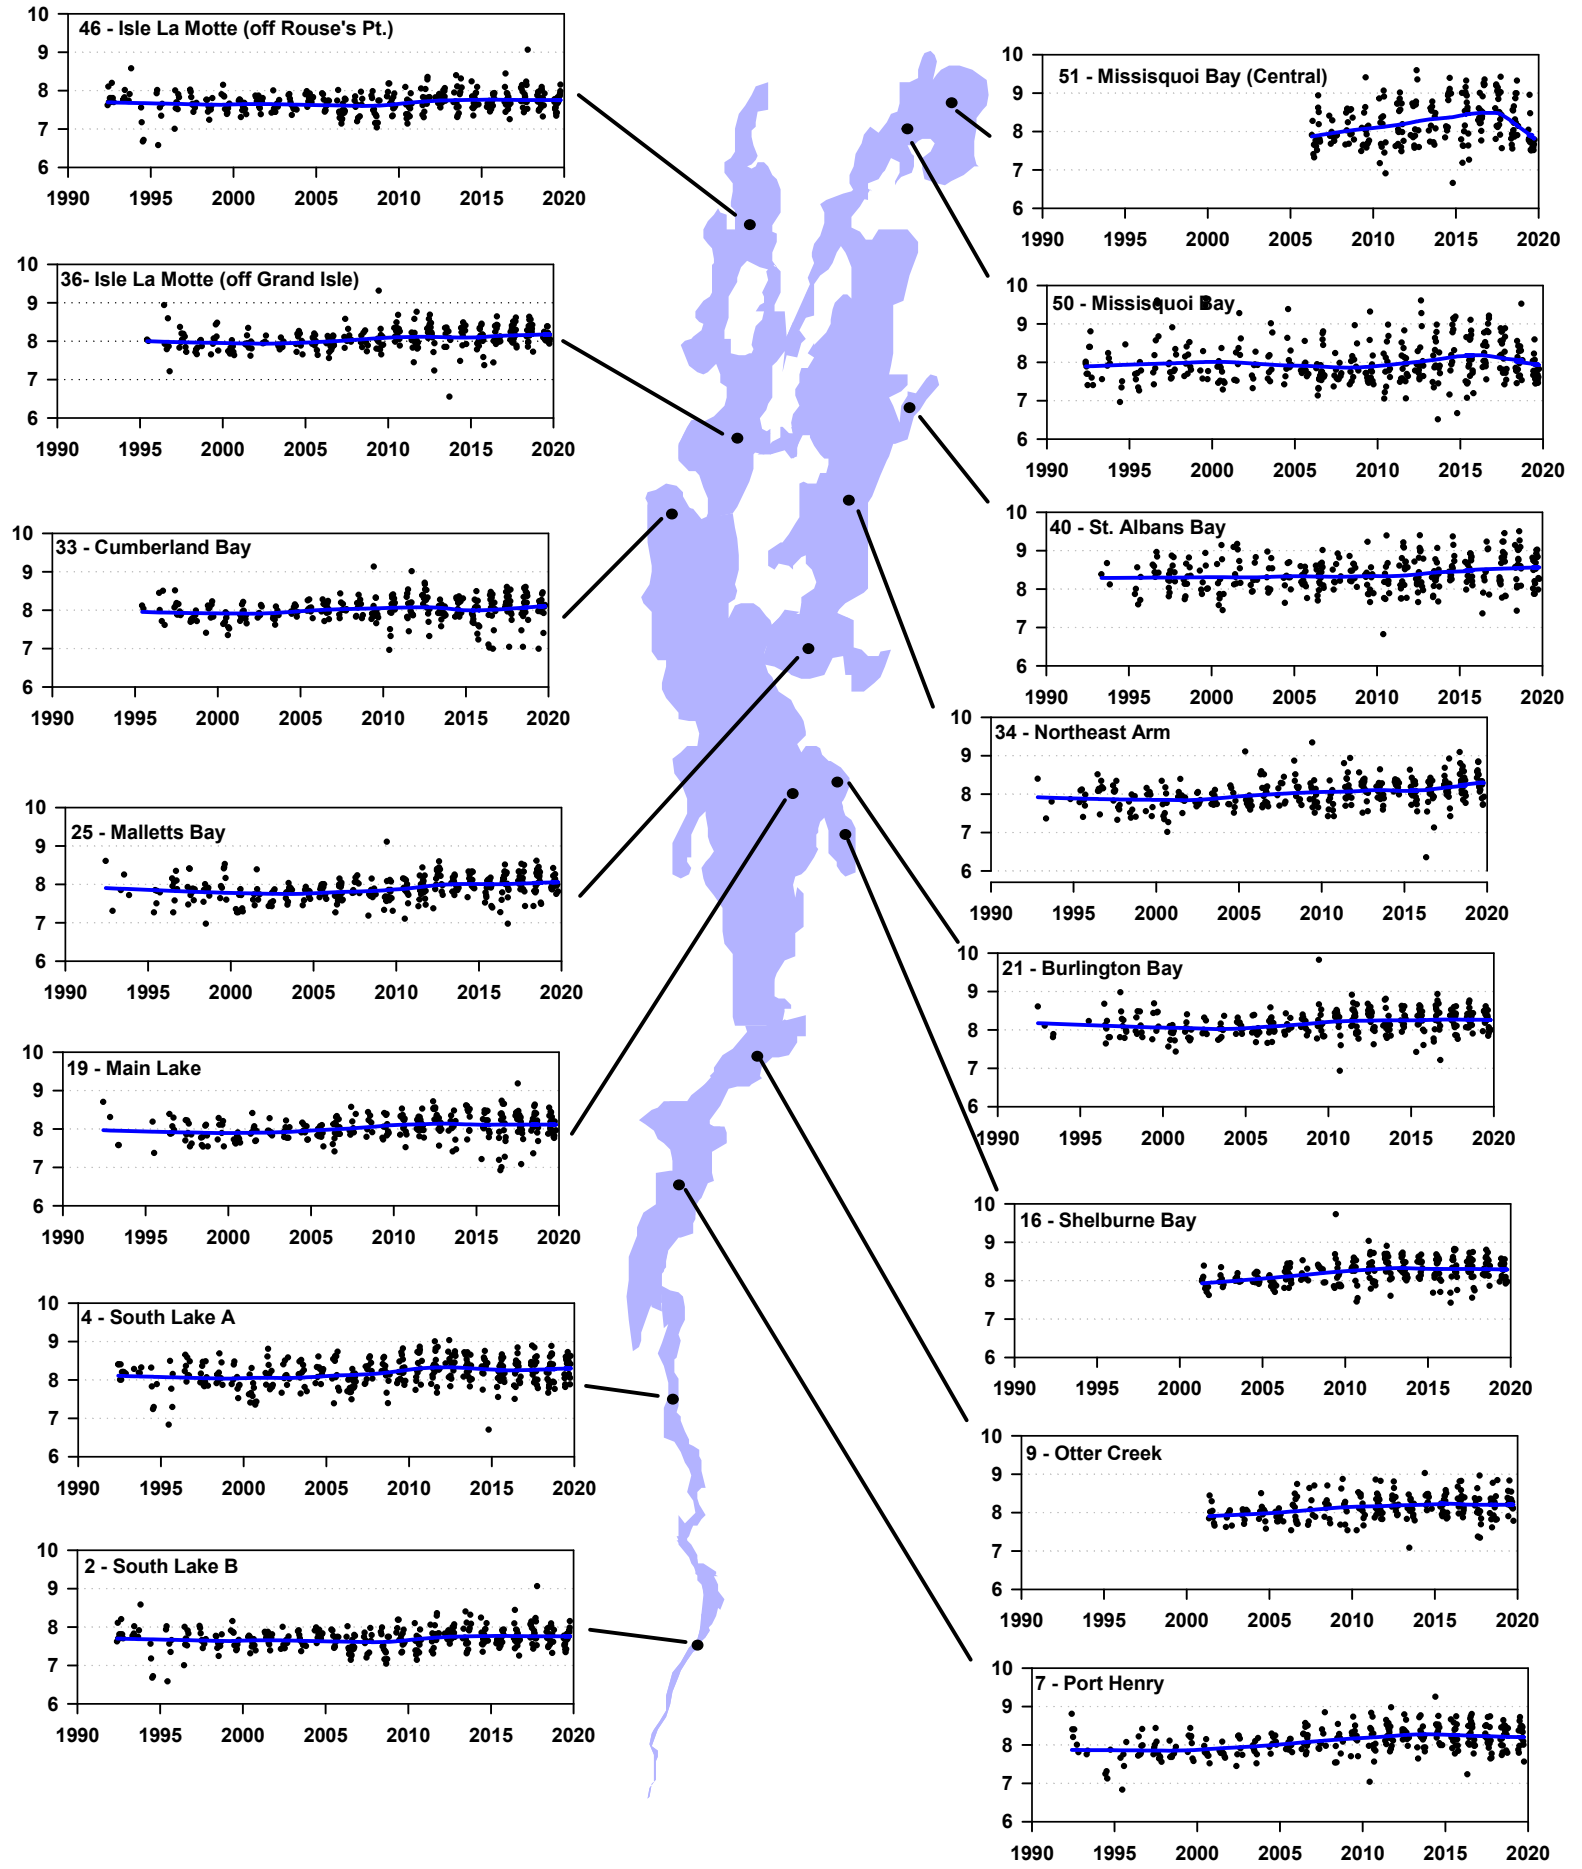 46 - Isle La Motte (off Rouse's Pt.)
10
9
8
7
6
1990 1995 2000 2005 2010 2015 2020
51 - Missisquoi Bay (Central)
10
9
8
7
6
1990 1995 2000 2005 2010 2015 2020
36- Isle La Motte (off Grand Isle)
10
9
8
7
6
1990 1995 2000 2005 2010 2015 2020
50 - Missisquoi Bay
10
9
8
7
6
1990 1995 2000 2005 2010 2015 2020
33 - Cumberland Bay
10
9
8
7
6
1990 1995 2000 2005 2010 2015 2020
40 - St. Albans Bay
10
9
8
7
6
1990 1995 2000 2005 2010 2015 2020
34 - Northeast Arm
10
9
8
7
6
1990 1995 2000 2005 2010 2015 2020
25 - Malletts Bay
10
9
8
7
6
1990 1995 2000 2005 2010 2015 2020
21 - Burlington Bay
10
9
8
7
6
1990 1995 2000 2005 2010 2015 2020
19 - Main Lake
10
9
8
7
6
1990 1995 2000 2005 2010 2015 2020
16 - Shelburne Bay
10
9
8
7
6
1990 1995 2000 2005 2010 2015 2020
4 - South Lake A
10
9
8
7
6
1990 1995 2000 2005 2010 2015 2020
9 - Otter Creek
10
9
8
7
6
1990 1995 2000 2005 2010 2015 2020
2 - South Lake B
10
9
8
7
6
1990 1995 2000 2005 2010 2015 2020
7 - Port Henry
10
9
8
7
6
1990 1995 2000 2005 2010 2015 2020